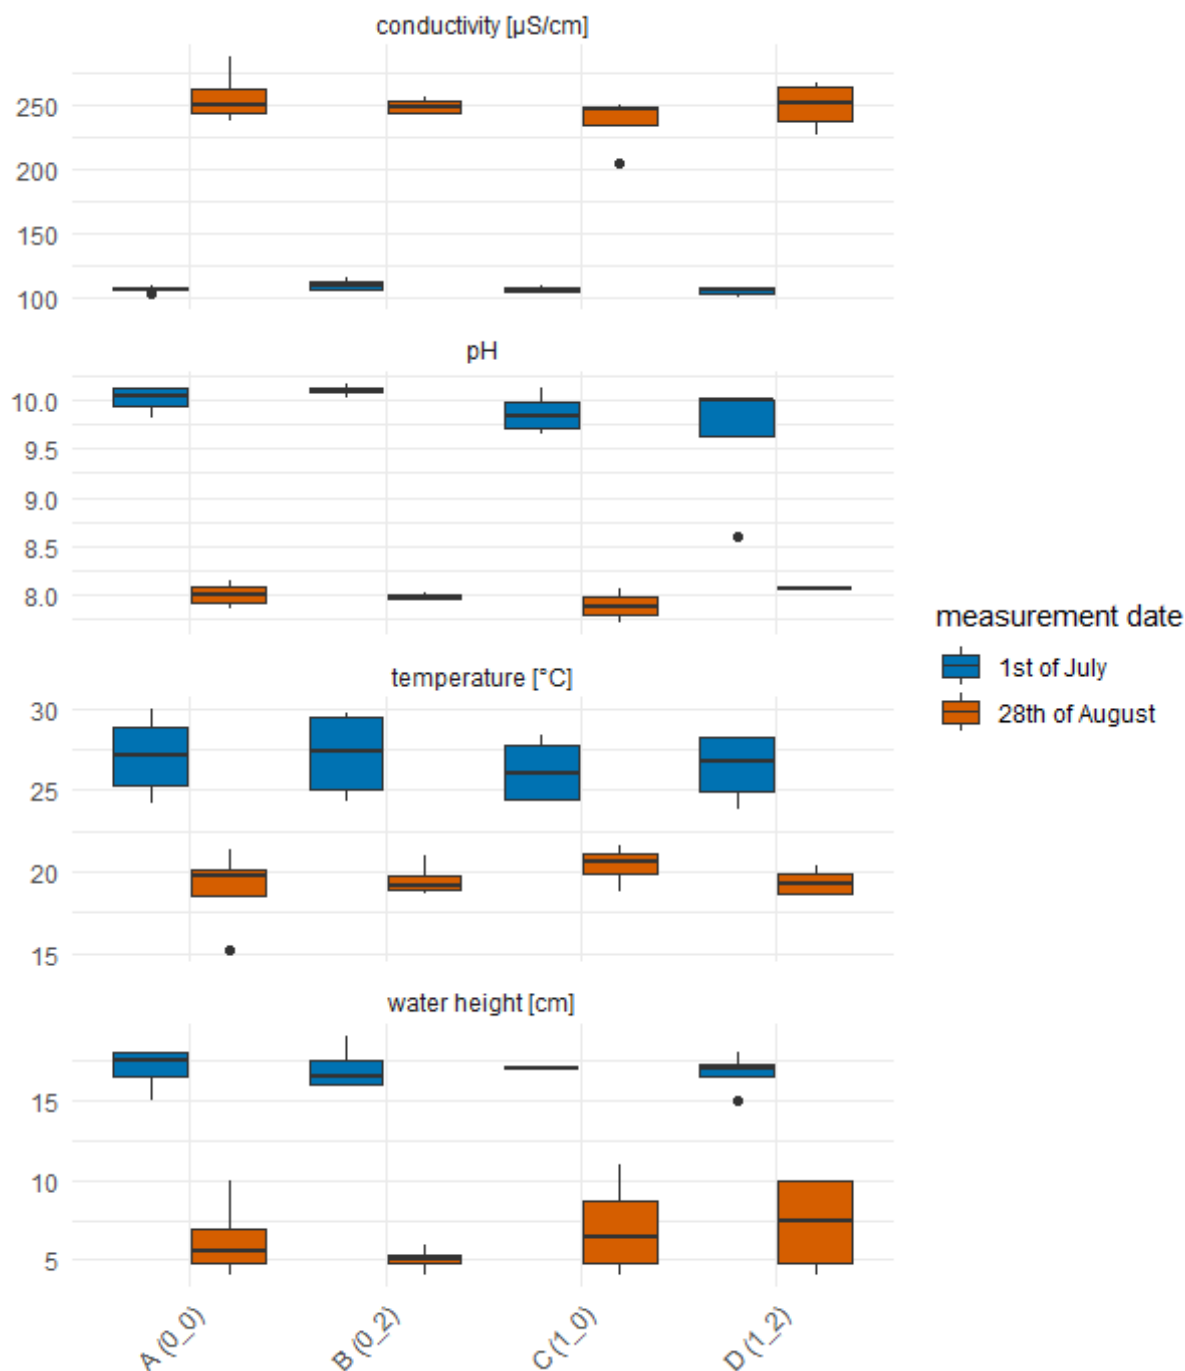 conductivity [µS/cm]
250
200
150
100
pH
10.0
9.5
9.0
8.5
8.0
measurement date
1st of July
28th of August
temperature [°C]
30
25
20
15
water height [cm]
15
10
5
A (0_0)
B (0_2)
C (1_0)
D (1_2)